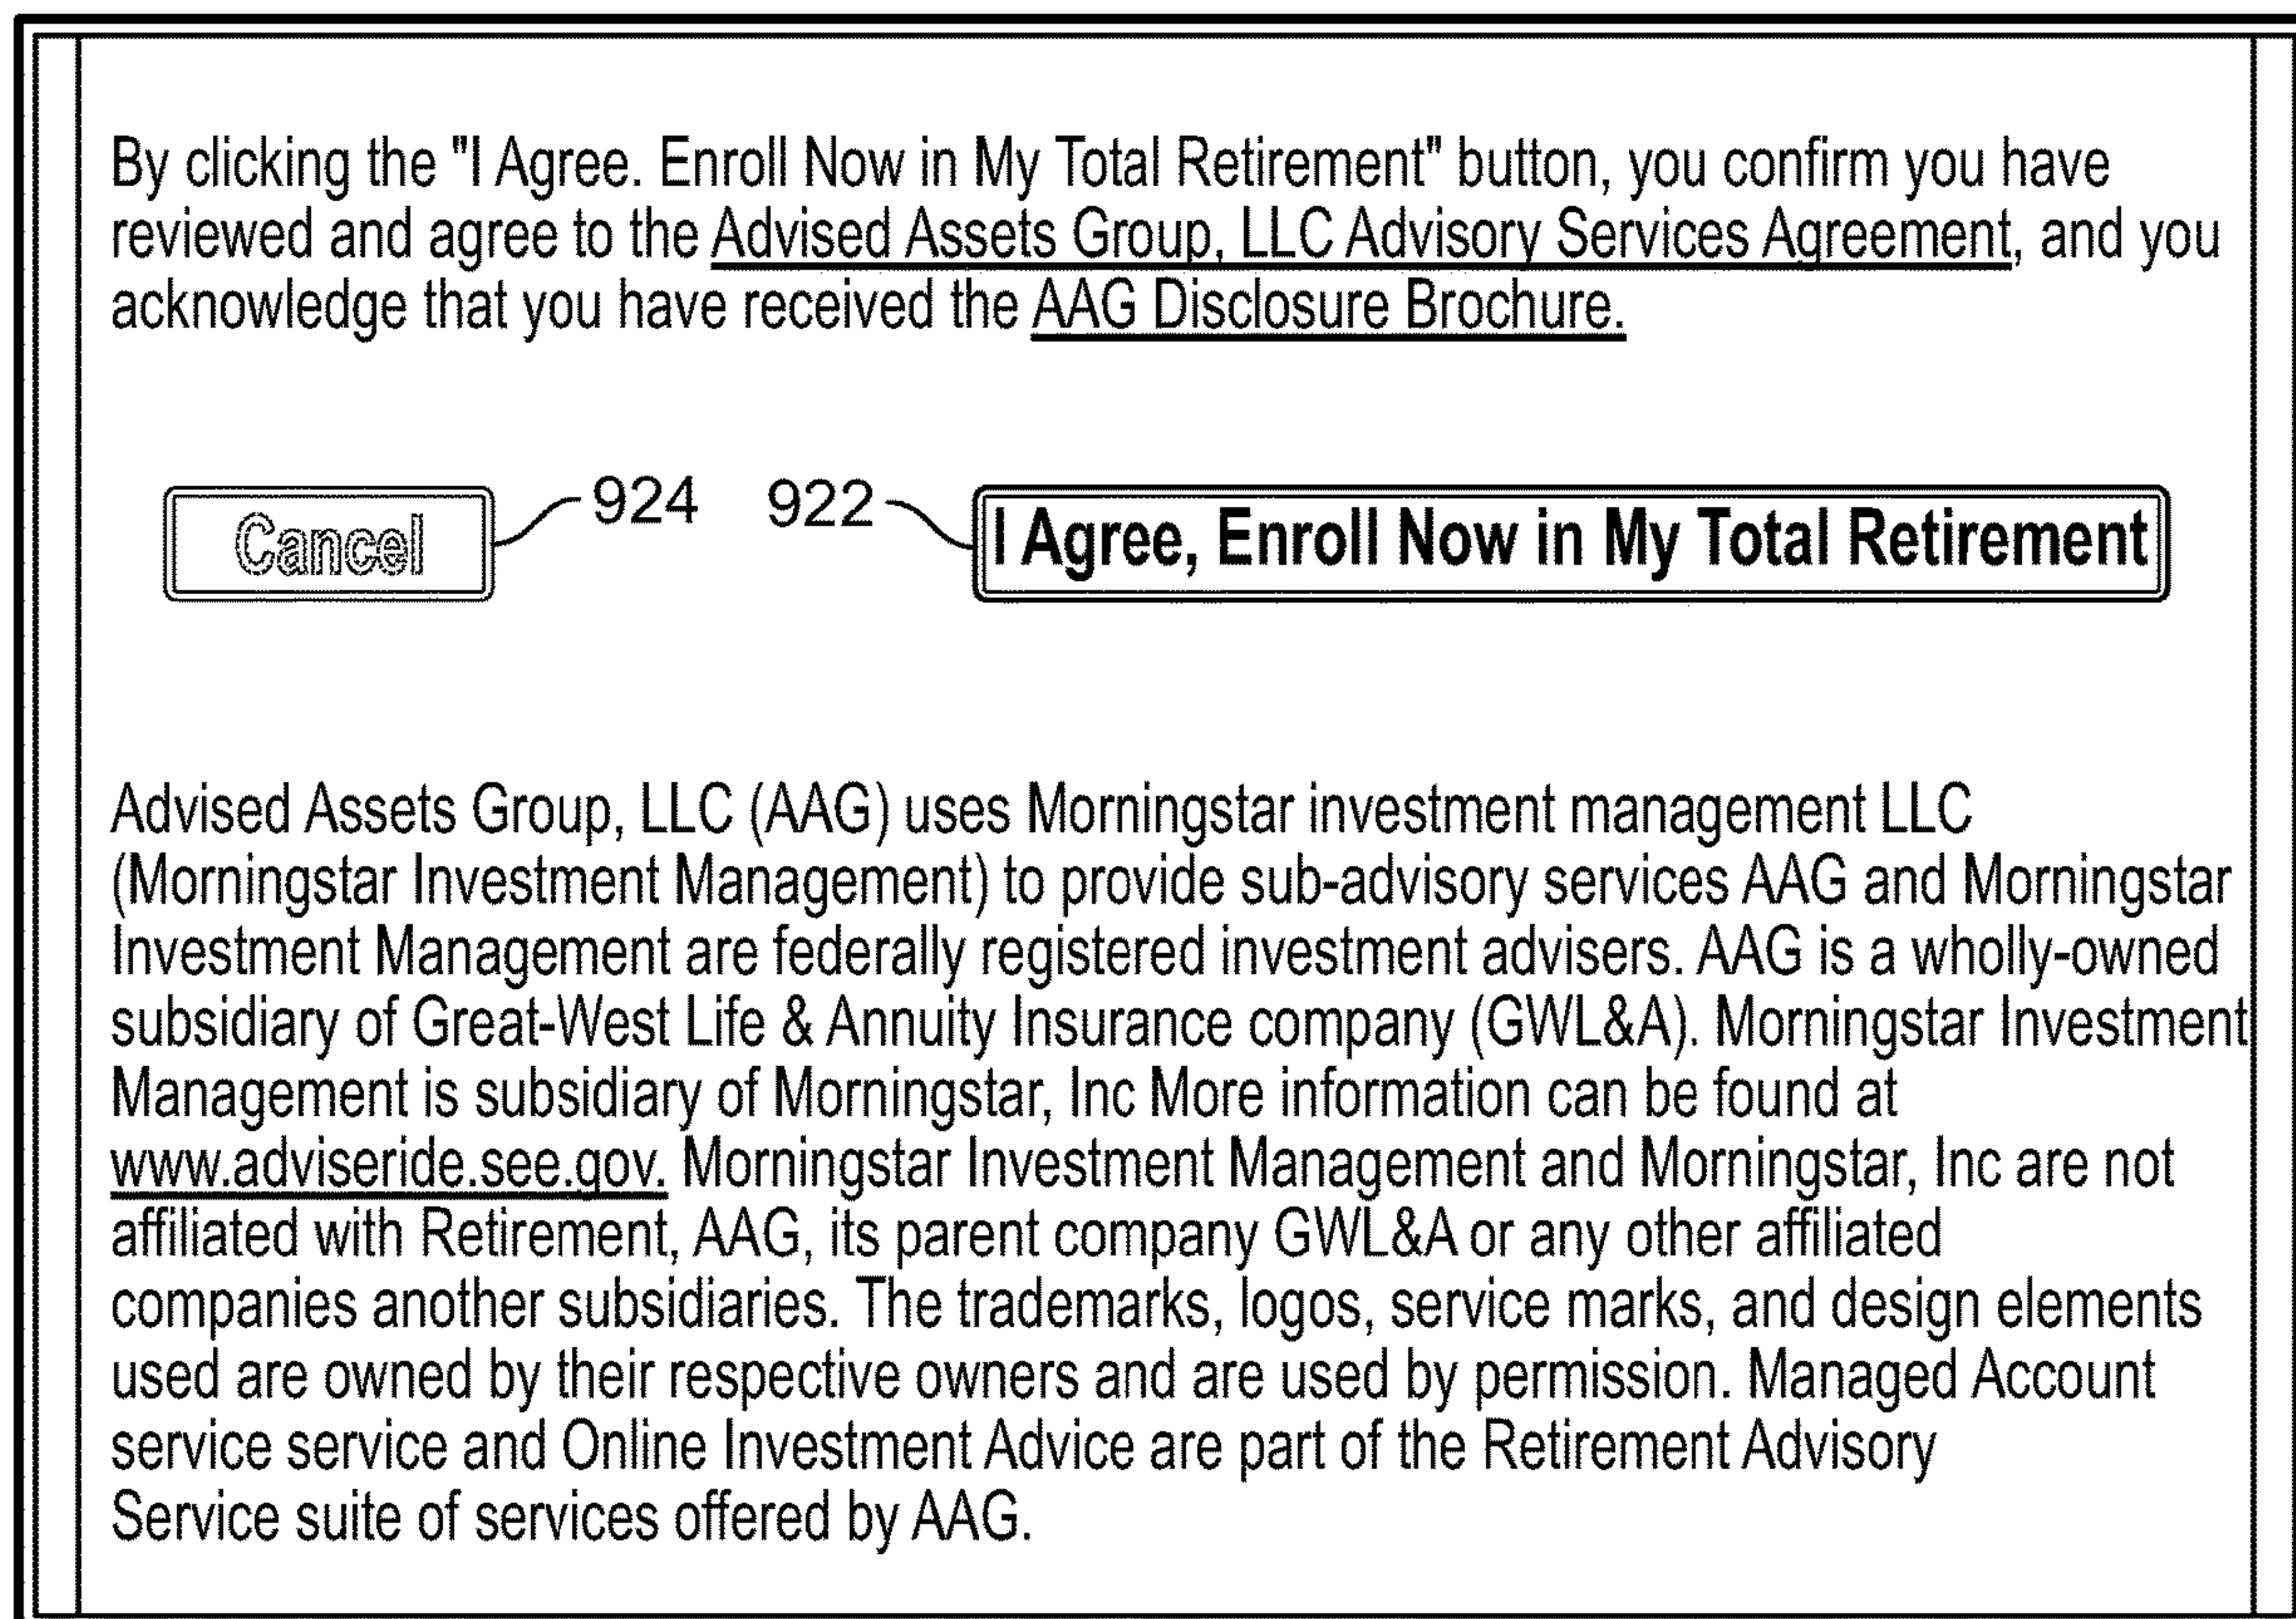 By clicking the "I Agree. Enroll Now in My Total Retirement" button, you confirm you have
reviewed and agree to the Advised Assets Group, LLC Advisory Services Agreement, and you
acknowledge that you have received the AAG Disclosure Brochure.
Cancel 924 922 I Agree, Enroll Now in My Total Retirement
Advised Assets Group, LLC (AAG) uses Morningstar investment management LLC
(Morningstar Investment Management) to provide sub-advisory services AAG and Morningstar
Investment Management are federally registered investment advisers. AAG is a wholly-owned
subsidiary of Great-West Life & Annuity Insurance company (GWL&A). Morningstar Investment
Management is subsidiary of Morningstar, Inc More information can be found at
www.adviseride.see.gov. Morningstar Investment Management and Morningstar, Inc are not
affiliated with Retirement, AAG, its parent company GWL&A or any other affiliated
companies another subsidiaries. The trademarks, logos, service marks, and design elements
used are owned by their respective owners and are used by permission. Managed Account
service service and Online Investment Advice are part of the Retirement Advisory
Service suite of services offered by AAG.